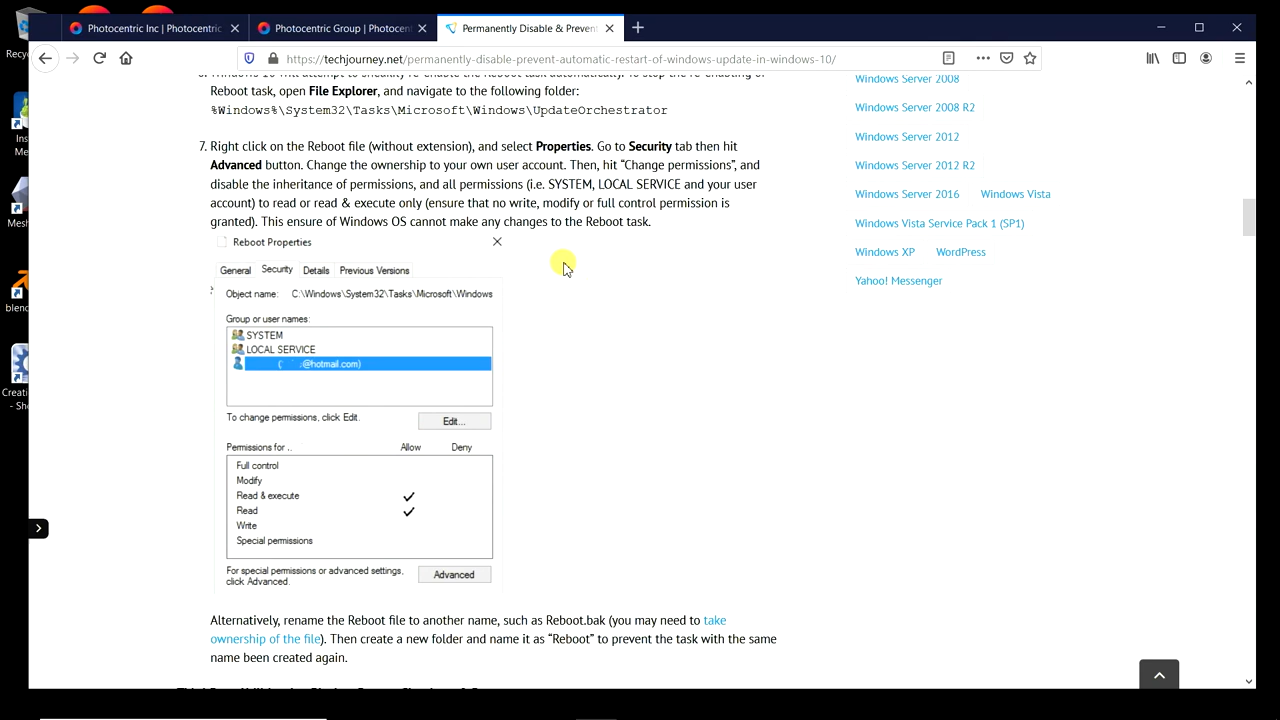 Photocentric Inc | Photocentric
Photocentric Group | Photocent
Permanently Disable & Prevent
https://techjourney.net/permanently-disable-prevent-automatic-restart-of-windows-update-in-windows-10/
Reboot task, open File Explorer, and navigate to the following folder:
%Windows%\System32\Tasks\Microsoft\Windows\UpdateOrchestrator
7. Right click on the Reboot file (without extension), and select Properties. Go to Security tab then hit
Advanced button. Change the ownership to your own user account. Then, hit “Change permissions”, and
disable the inheritance of permissions, and all permissions (i.e. SYSTEM, LOCAL SERVICE and your user
account) to read or read & execute only (ensure that no write, modify or full control permission is
granted). This ensure of Windows OS cannot make any changes to the Reboot task.
Reboot Properties
General Security Details Previous Versions
Object name: C:\Windows\System32\Tasks\Microsoft\Windows
Group or user names:
SYSTEM
LOCAL SERVICE
@hotmail.com)
To change permissions, click Edit.
Edit...
Permissions for .. Allow Deny
Full control
Modify
Read & execute
Read
Write
Special permissions
For special permissions or advanced settings,
click Advanced.
Advanced
Alternatively, rename the Reboot file to another name, such as Reboot.bak (you may need to take
ownership of the file). Then create a new folder and name it as “Reboot” to prevent the task with the same
name been created again.
Windows Server 2008
Windows Server 2008 R2
Windows Server 2012
Windows Server 2012 R2
Windows Server 2016 Windows Vista
Windows Vista Service Pack 1 (SP1)
Windows XP WordPress
Yahoo! Messenger
Recy
Ins
Me
Mesh
blen
Creati
- She